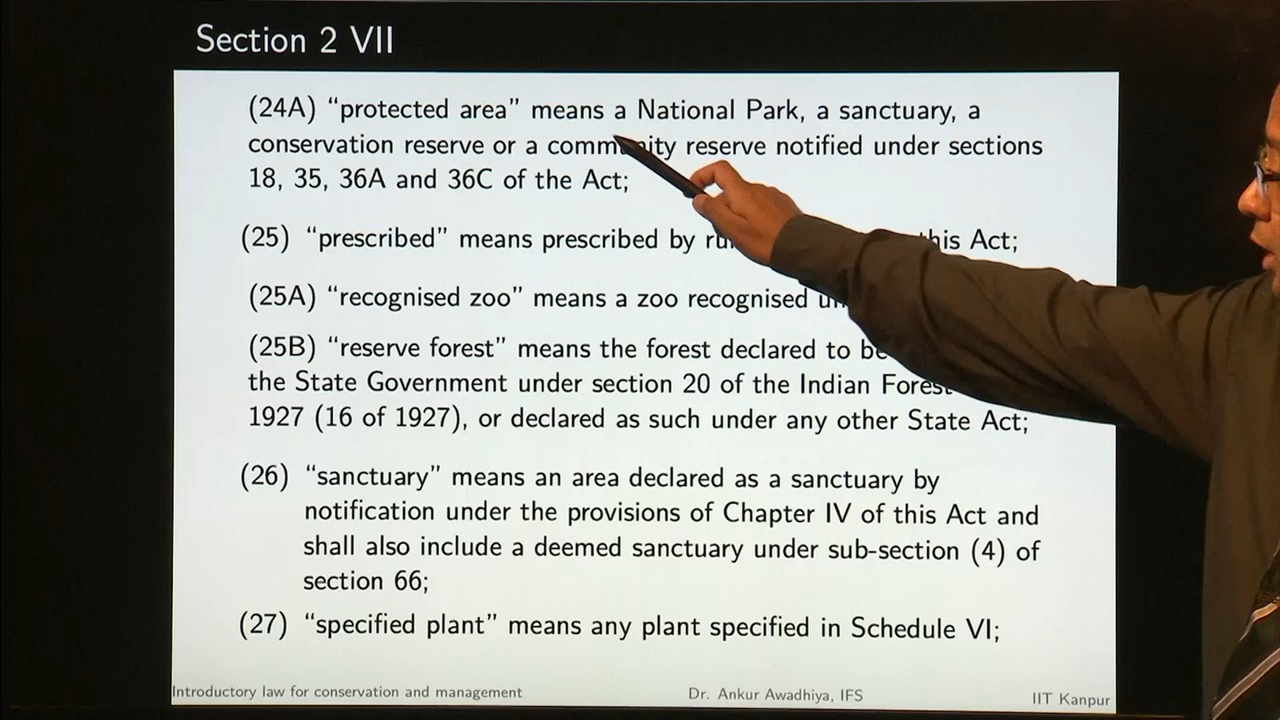 Section 2 VII
(24A) “protected area” means a National Park, a sanctuary, a
conservation reserve or a community reserve notified under sections
18, 35, 36A and 36C of the Act;
(25) “prescribed” means prescribed by this Act;
(25A) “recognised zoo” means a zoo recognised
(25B) “reserve forest” means the forest declared to be
the State Government under section 20 of the Indian Forest
1927 (16 of 1927), or declared as such under any other State Act;
(26) “sanctuary” means an area declared as a sanctuary by
notification under the provisions of Chapter IV of this Act and
shall also include a deemed sanctuary under sub-section (4) of
section 66;
(27) “specified plant” means any plant specified in Schedule VI;
Introductory law for conservation and management Dr. Ankur Awadhiya, IFS IIT Kanpur